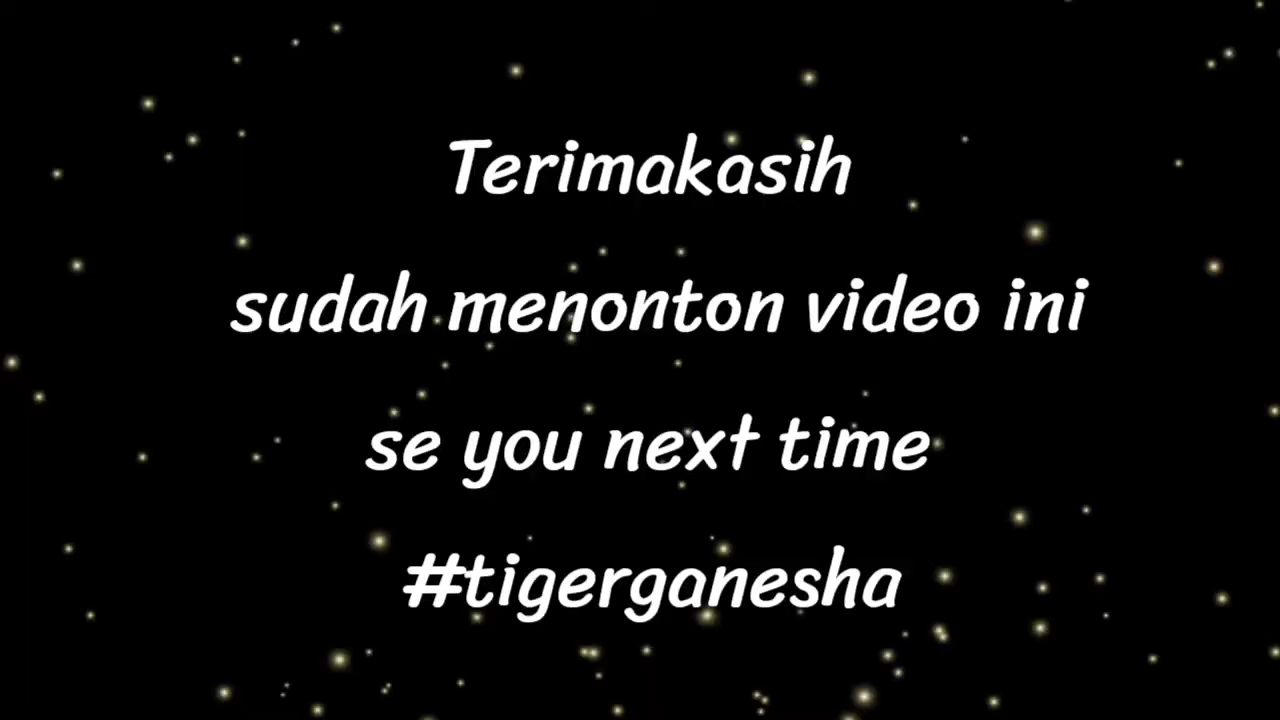 Terimakasih
sudah menonton video ini
se you next time
#tigerganesha